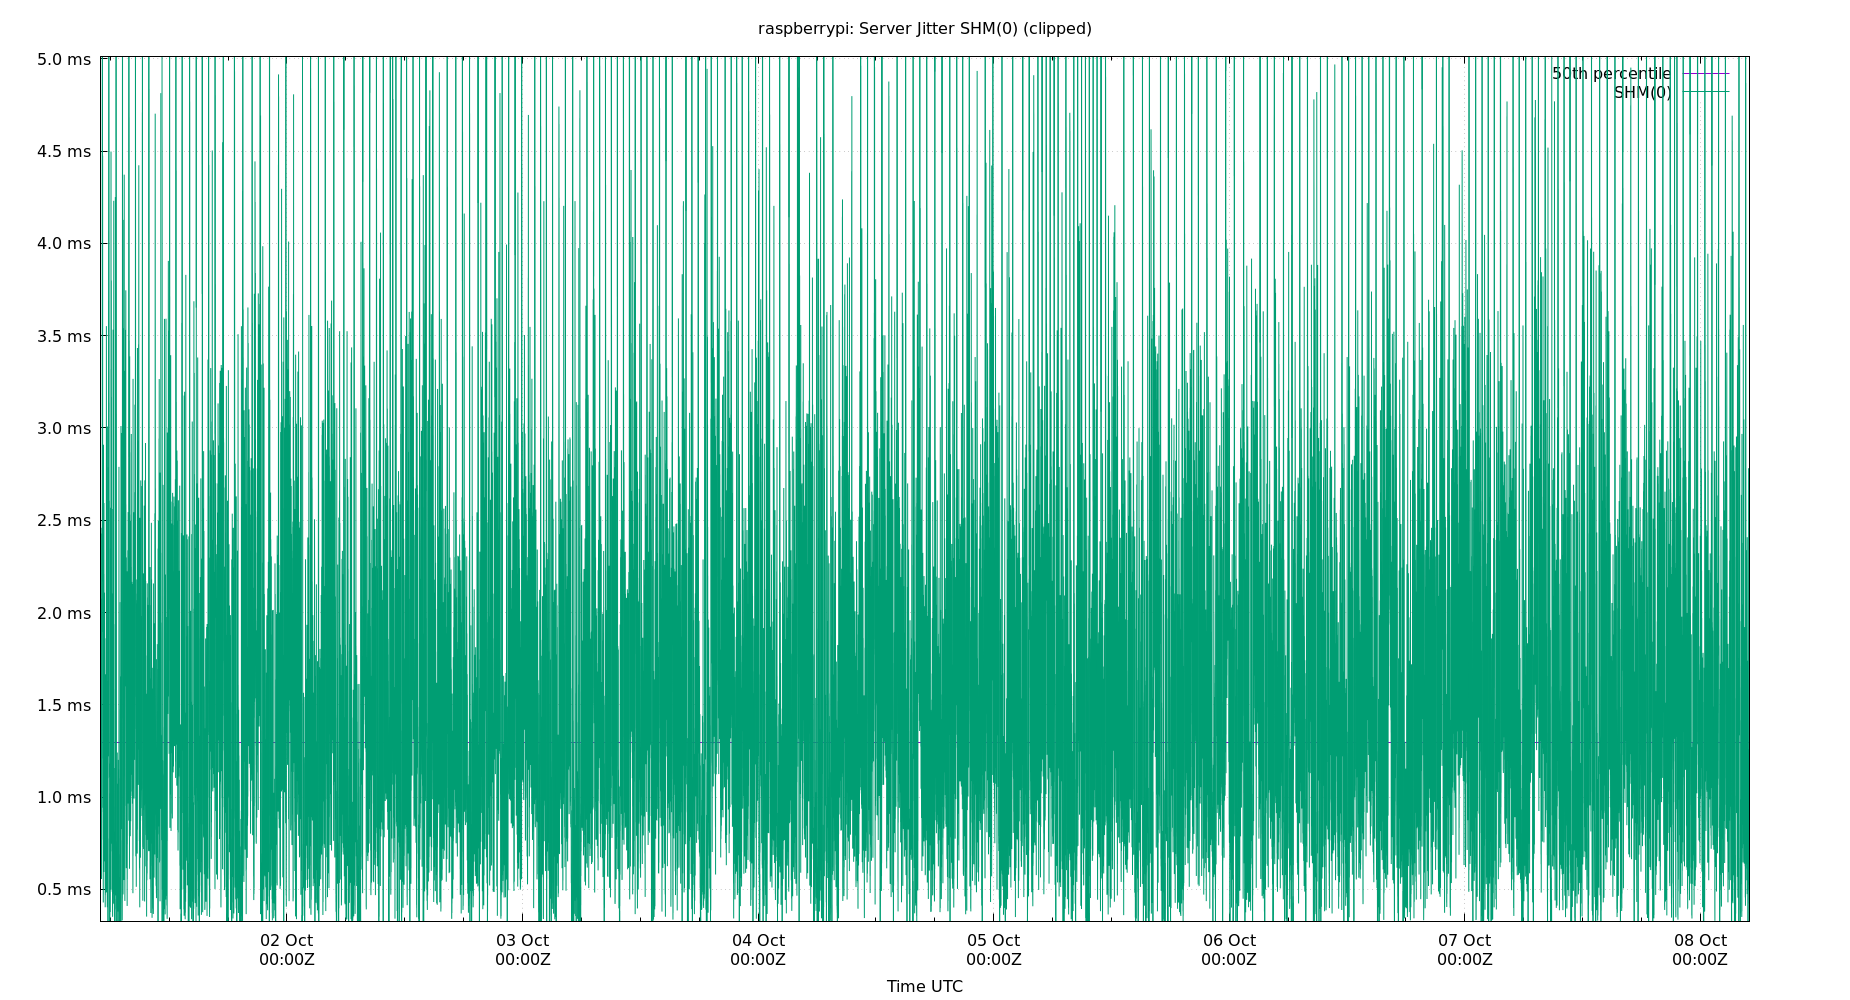 raspberrypi: Server Jitter SHM(0) (clipped)
5.0 ms
50th percentile
SHM(0)
4.5 ms
4.0 ms
3.5 ms
3.0 ms
2.5 ms
2.0 ms
1.5 ms
1.0 ms
0.5 ms
02 Oct 03 Oct 04 Oct 05 Oct 06 Oct 07 Oct 08 Oct
00:00Z 00:00Z 00:00Z 00:00Z 00:00Z 00:00Z 00:00Z
Time UTC